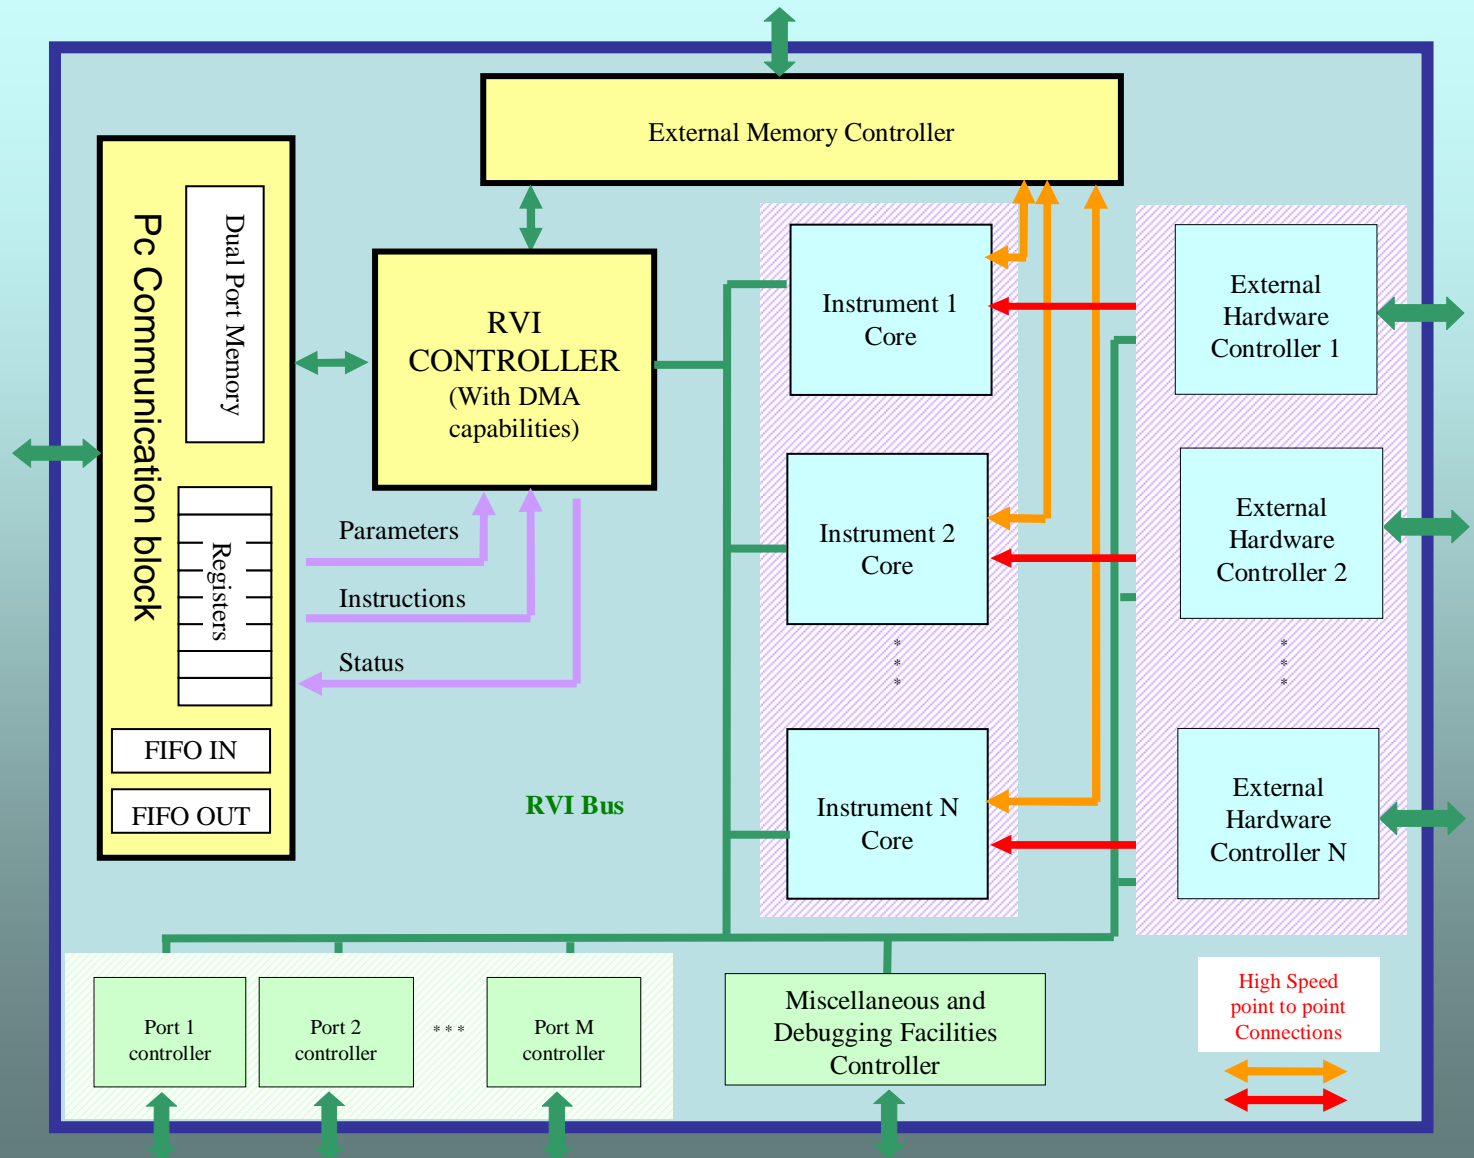 External Memory Controller
Pc Communication block
Dual Port Memory
Registers
FIFO IN
FIFO OUT
RVI
CONTROLLER
(With DMA
capabilities)
Parameters
Instructions
Status
RVI Bus
Instrument 1
Core
Instrument 2
Core
*
*
*
Instrument N
Core
External
Hardware
Controller 1
External
Hardware
Controller 2
*
*
*
External
Hardware
Controller N
Port 1
controller
Port 2
controller
* * *
Port M
controller
Miscellaneous and
Debugging Facilities
Controller
High Speed
point to point
Connections